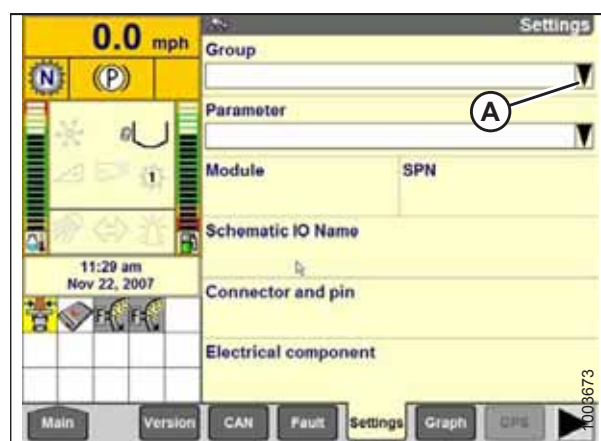 0.0 mph
Settings
N
(P)
Group
A
Parameter
1
Module
SPN
Schematic IO Name
11:29 am
Nov 22, 2007
Connector and pin
Electrical component
Main
Version
CAN
Fault
Settings
Graph
GPS
1003673